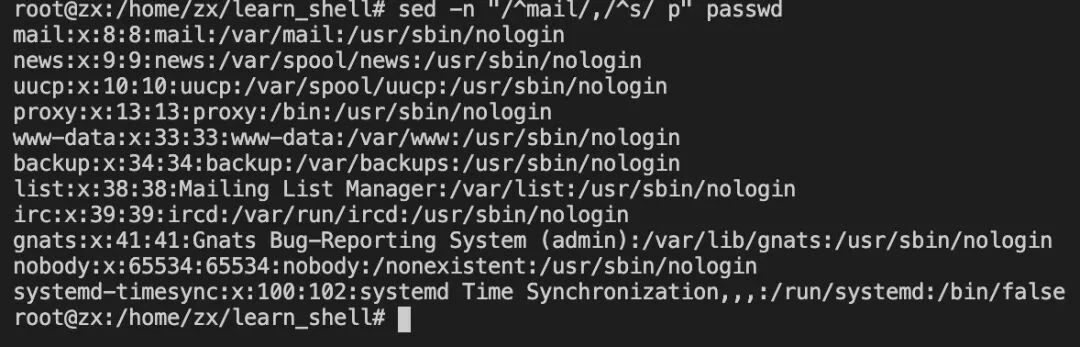 root@zx:/home/zx/learn_shell# sed -n "/^mail/,/^s/ p" passwd
mail:x:8:8:mail:/var/mail:/usr/sbin/nologin
news:x:9:9:news:/var/spool/news:/usr/sbin/nologin
uucp:x:10:10:uucp:/var/spool/uucp:/usr/sbin/nologin
proxy:x:13:13:proxy:/bin:/usr/sbin/nologin
www-data:x:33:33:www-data:/var/www:/usr/sbin/nologin
backup:x:34:34:backup:/var/backups:/usr/sbin/nologin
list:x:38:38:Mailing List Manager:/var/list:/usr/sbin/nologin
irc:x:39:39:ircd:/var/run/ircd:/usr/sbin/nologin
gnats:x:41:41:Gnats Bug-Reporting System (admin):/var/lib/gnats:/usr/sbin/nologin
nobody:x:65534:65534:nobody:/nonexistent:/usr/sbin/nologin
systemd-timesync:x:100:102:systemd Time Synchronization,,,:/run/systemd:/bin/false
root@zx:/home/zx/learn_shell#